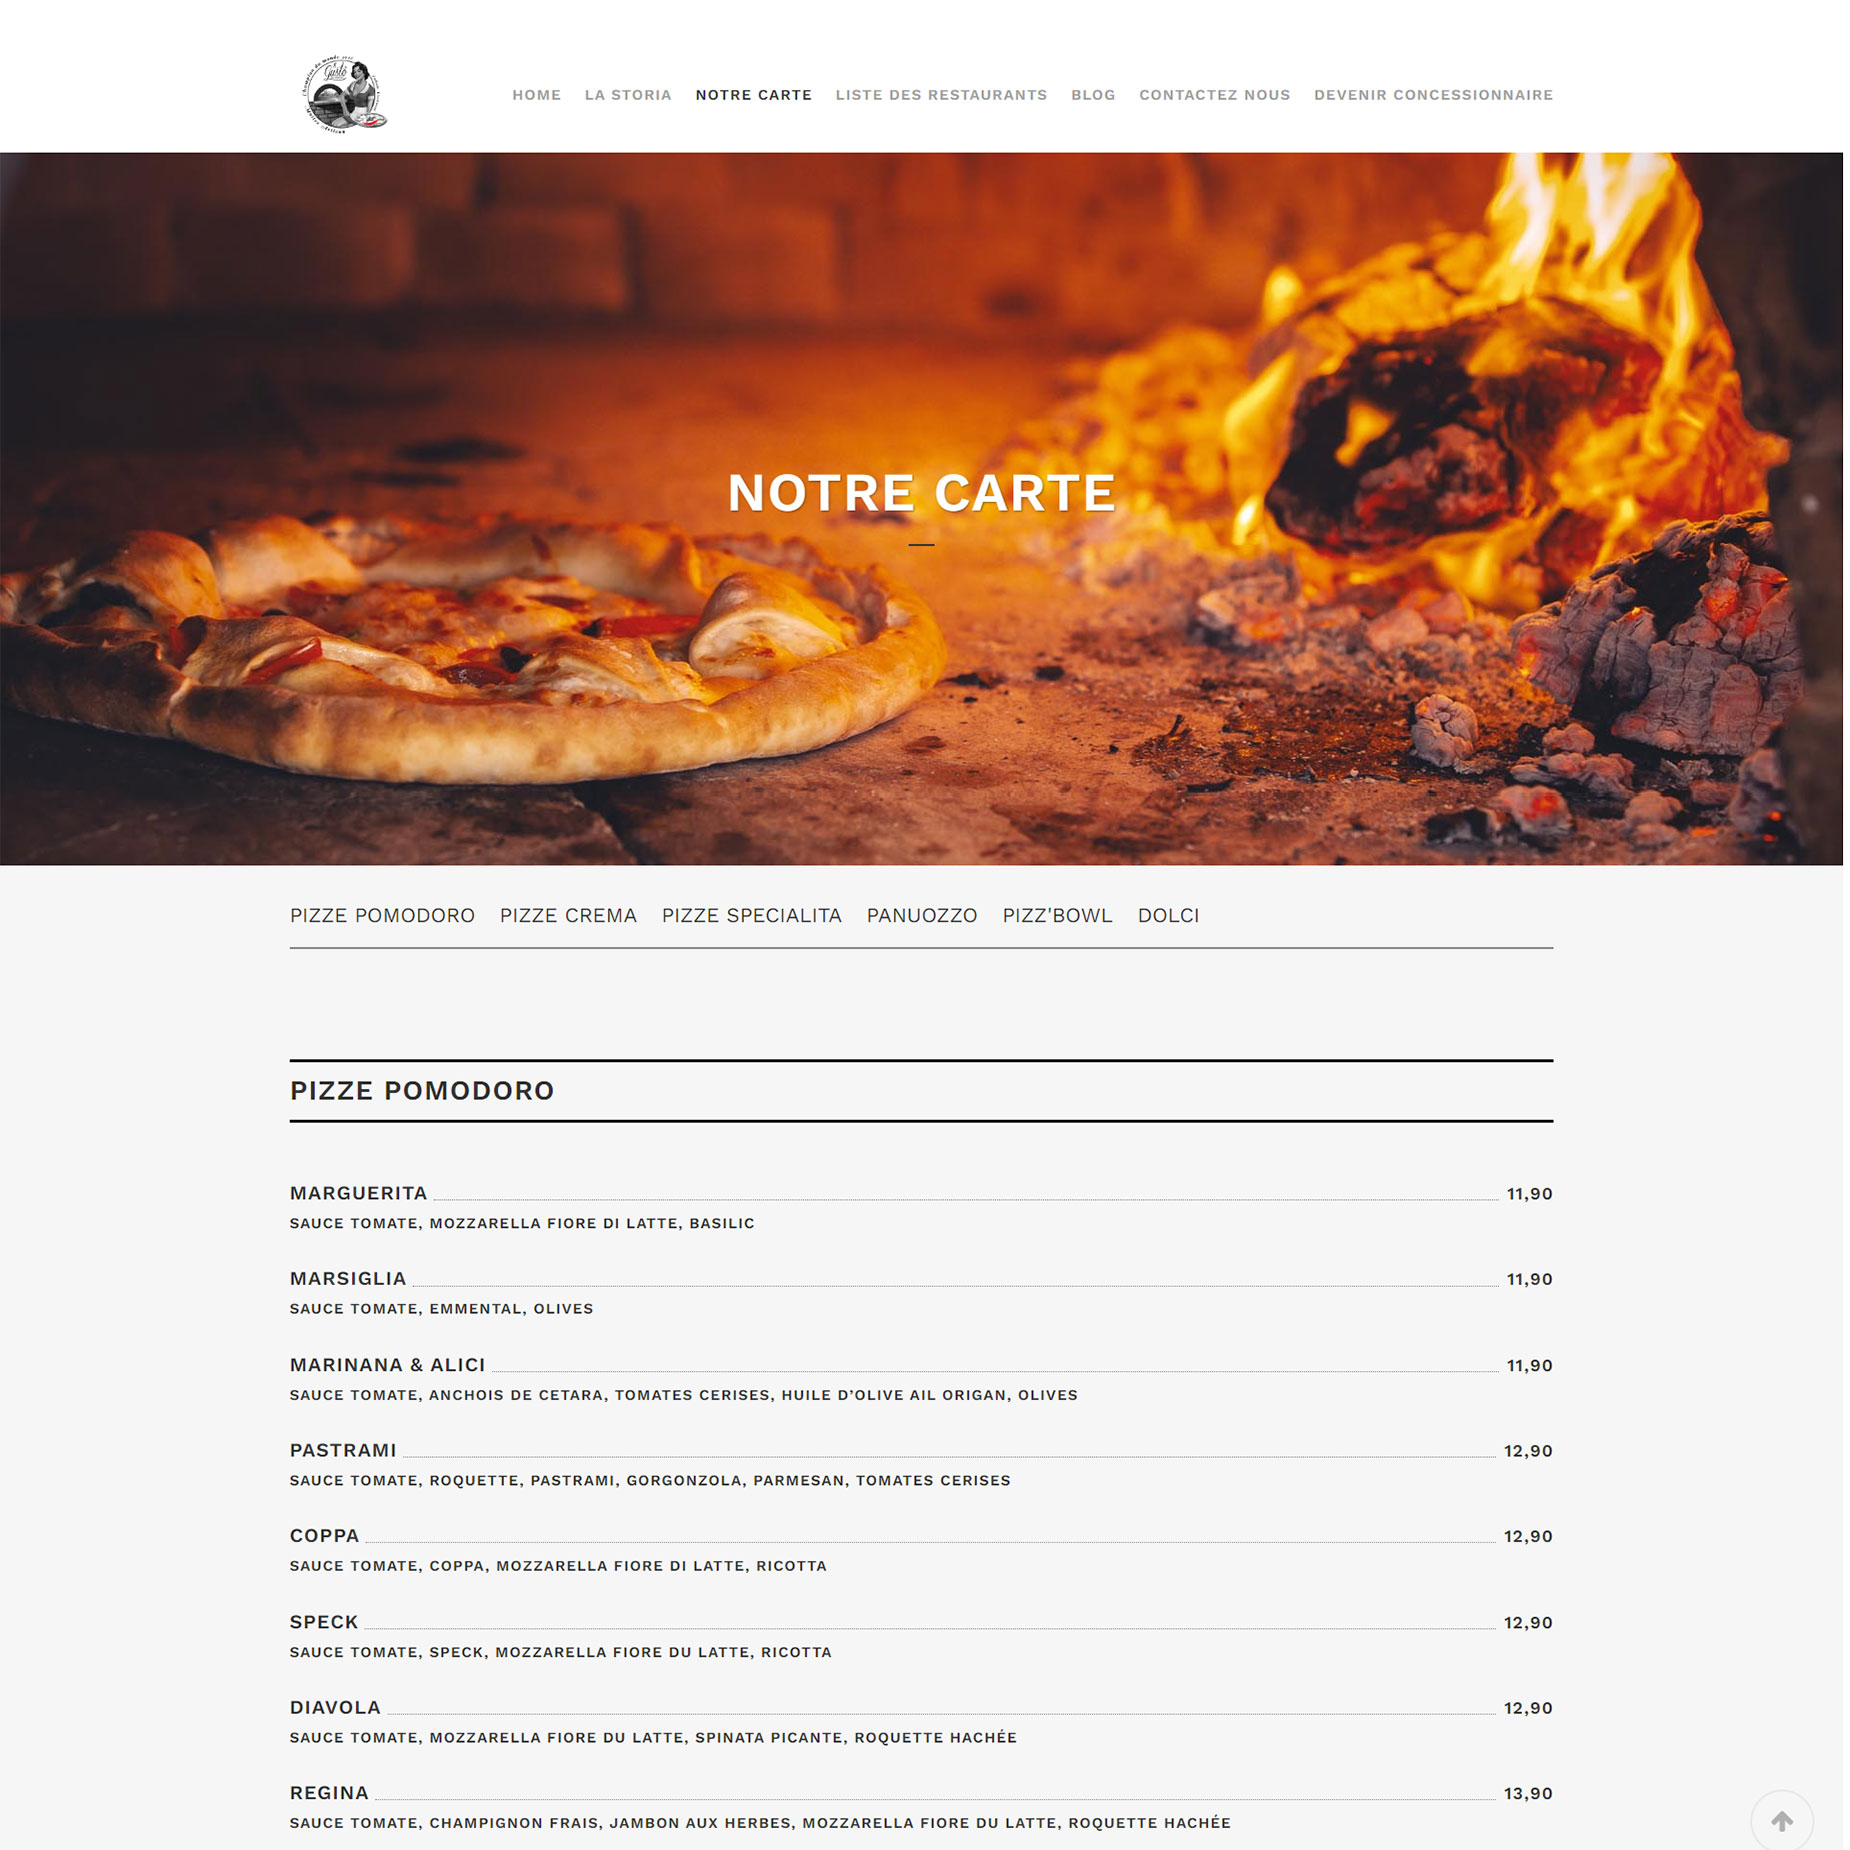 Gusto
HOME LA STORIA NOTRE CARTE LISTE DES RESTAURANTS BLOG CONTACTEZ NOUS DEVENIR CONCESSIONNAIRE
NOTRE CARTE
PIZZE POMODORO PIZZE CREMA PIZZE SPECIALITA PANUOZZO PIZZ'BOWL DOLCI
PIZZE POMODORO
MARGUERITA 11,90
SAUCE TOMATE, MOZZARELLA FIORE DI LATTE, BASILIC
MARSIGLIA 11,90
SAUCE TOMATE, EMMENTAL, OLIVES
MARINANA & ALICI 11,90
SAUCE TOMATE, ANCHOIS DE CETARA, TOMATES CERISES, HUILE D’OLIVE AIL ORIGAN, OLIVES
PASTRAMI 12,90
SAUCE TOMATE, ROQUETTE, PASTRAMI, GORGONZOLA, PARMESAN, TOMATES CERISES
COPPA 12,90
SAUCE TOMATE, COPPA, MOZZARELLA FIORE DI LATTE, RICOTTA
SPECK 12,90
SAUCE TOMATE, SPECK, MOZZARELLA FIORE DU LATTE, RICOTTA
DIAVOLA 12,90
SAUCE TOMATE, MOZZARELLA FIORE DU LATTE, SPINATA PICANTE, ROQUETTE HACHÉE
REGINA 13,90
SAUCE TOMATE, CHAMPIGNON FRAIS, JAMBON AUX HERBES, MOZZARELLA FIORE DU LATTE, ROQUETTE HACHÉE